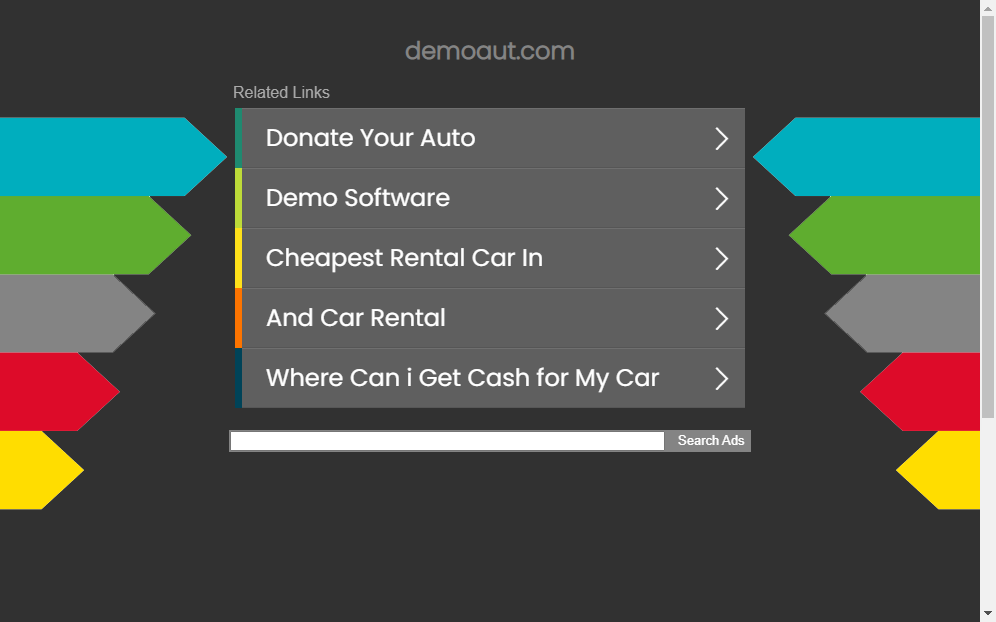 demoaut.com
Related Links
Donate Your Auto
Demo Software
Cheapest Rental Car In
And Car Rental
Where Can i Get Cash for My Car
Search Ads